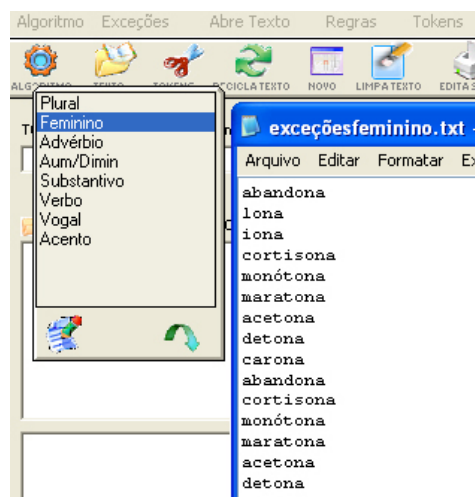 Algoritmo Exceções Abre Texto Regras Tokens
ALGORITMO TEXTO TOKENS RECICLA TEXTO NOVO LIMPA TEXTO EDITA S
Plural
Feminino
Advérbio
Aum/Dimin
Substantivo
Verbo
Vogal
Acento
exceçõesfeminino.txt -
Arquivo Editar Formatar Ex
abandona
lona
iona
cortisona
monótona
maratona
acetona
detona
carona
abandona
cortisona
monótona
maratona
acetona
detona